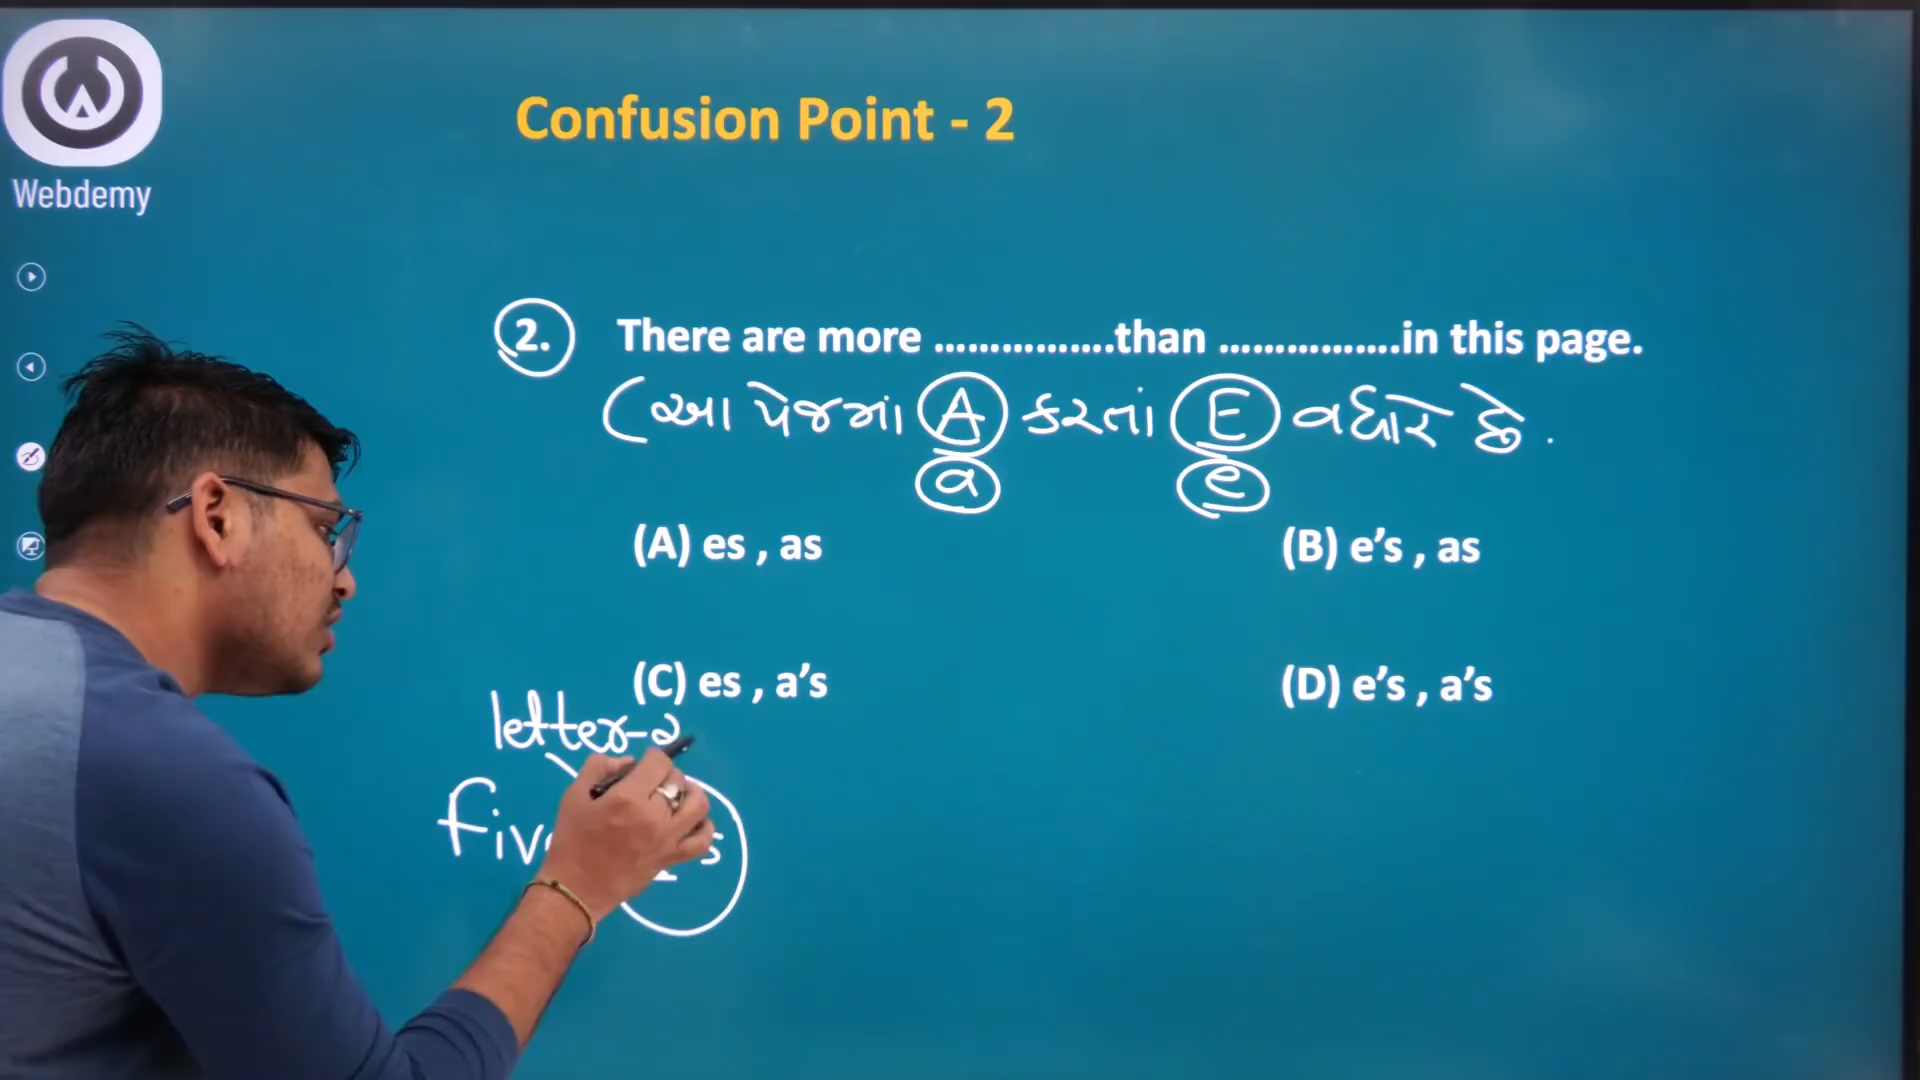 Webdemy
Confusion Point - 2
2. There are more ................than ................in this page.
(આ પેજમાં A કરતાં E વધારે છે.
a e
(A) es , as
(B) e’s , as
(C) es , a’s
(D) e’s , a’s
letter-2